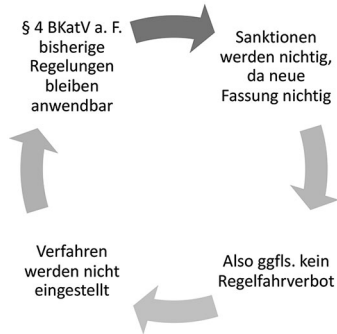 § 4 BKatV a. F.
bisherige
Regelungen
bleiben
anwendbar
Sanktionen
werden nichtig,
da neue
Fassung nichtig
Also ggfls. kein
Regelfahrverbot
Verfahren
werden nicht
eingestellt